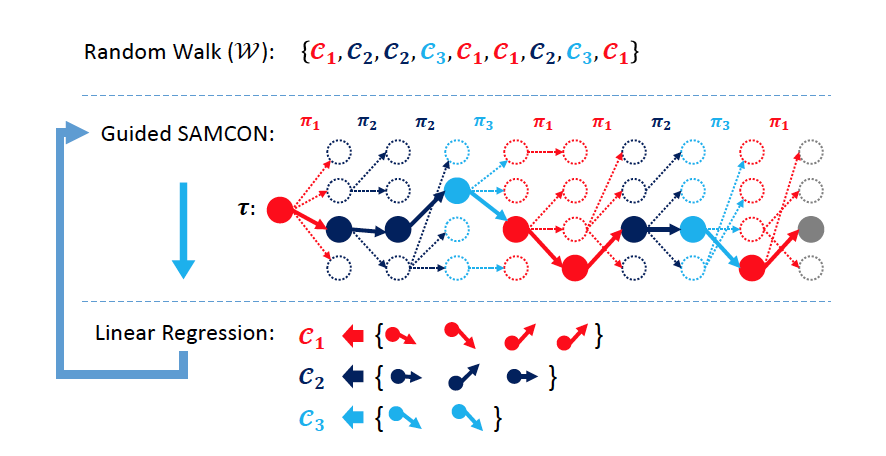 Random Walk (𝒲): {𝒞₁, 𝒞₂, 𝒞₂, 𝒞₃, 𝒞₁, 𝒞₁, 𝒞₂, 𝒞₃, 𝒞₁}
Guided SAMCON: π₁ π₂ π₂ π₃ π₁ π₁ π₂ π₃ π₁
τ:
Linear Regression: 𝒞₁ { }
𝒞₂ { }
𝒞₃ { }